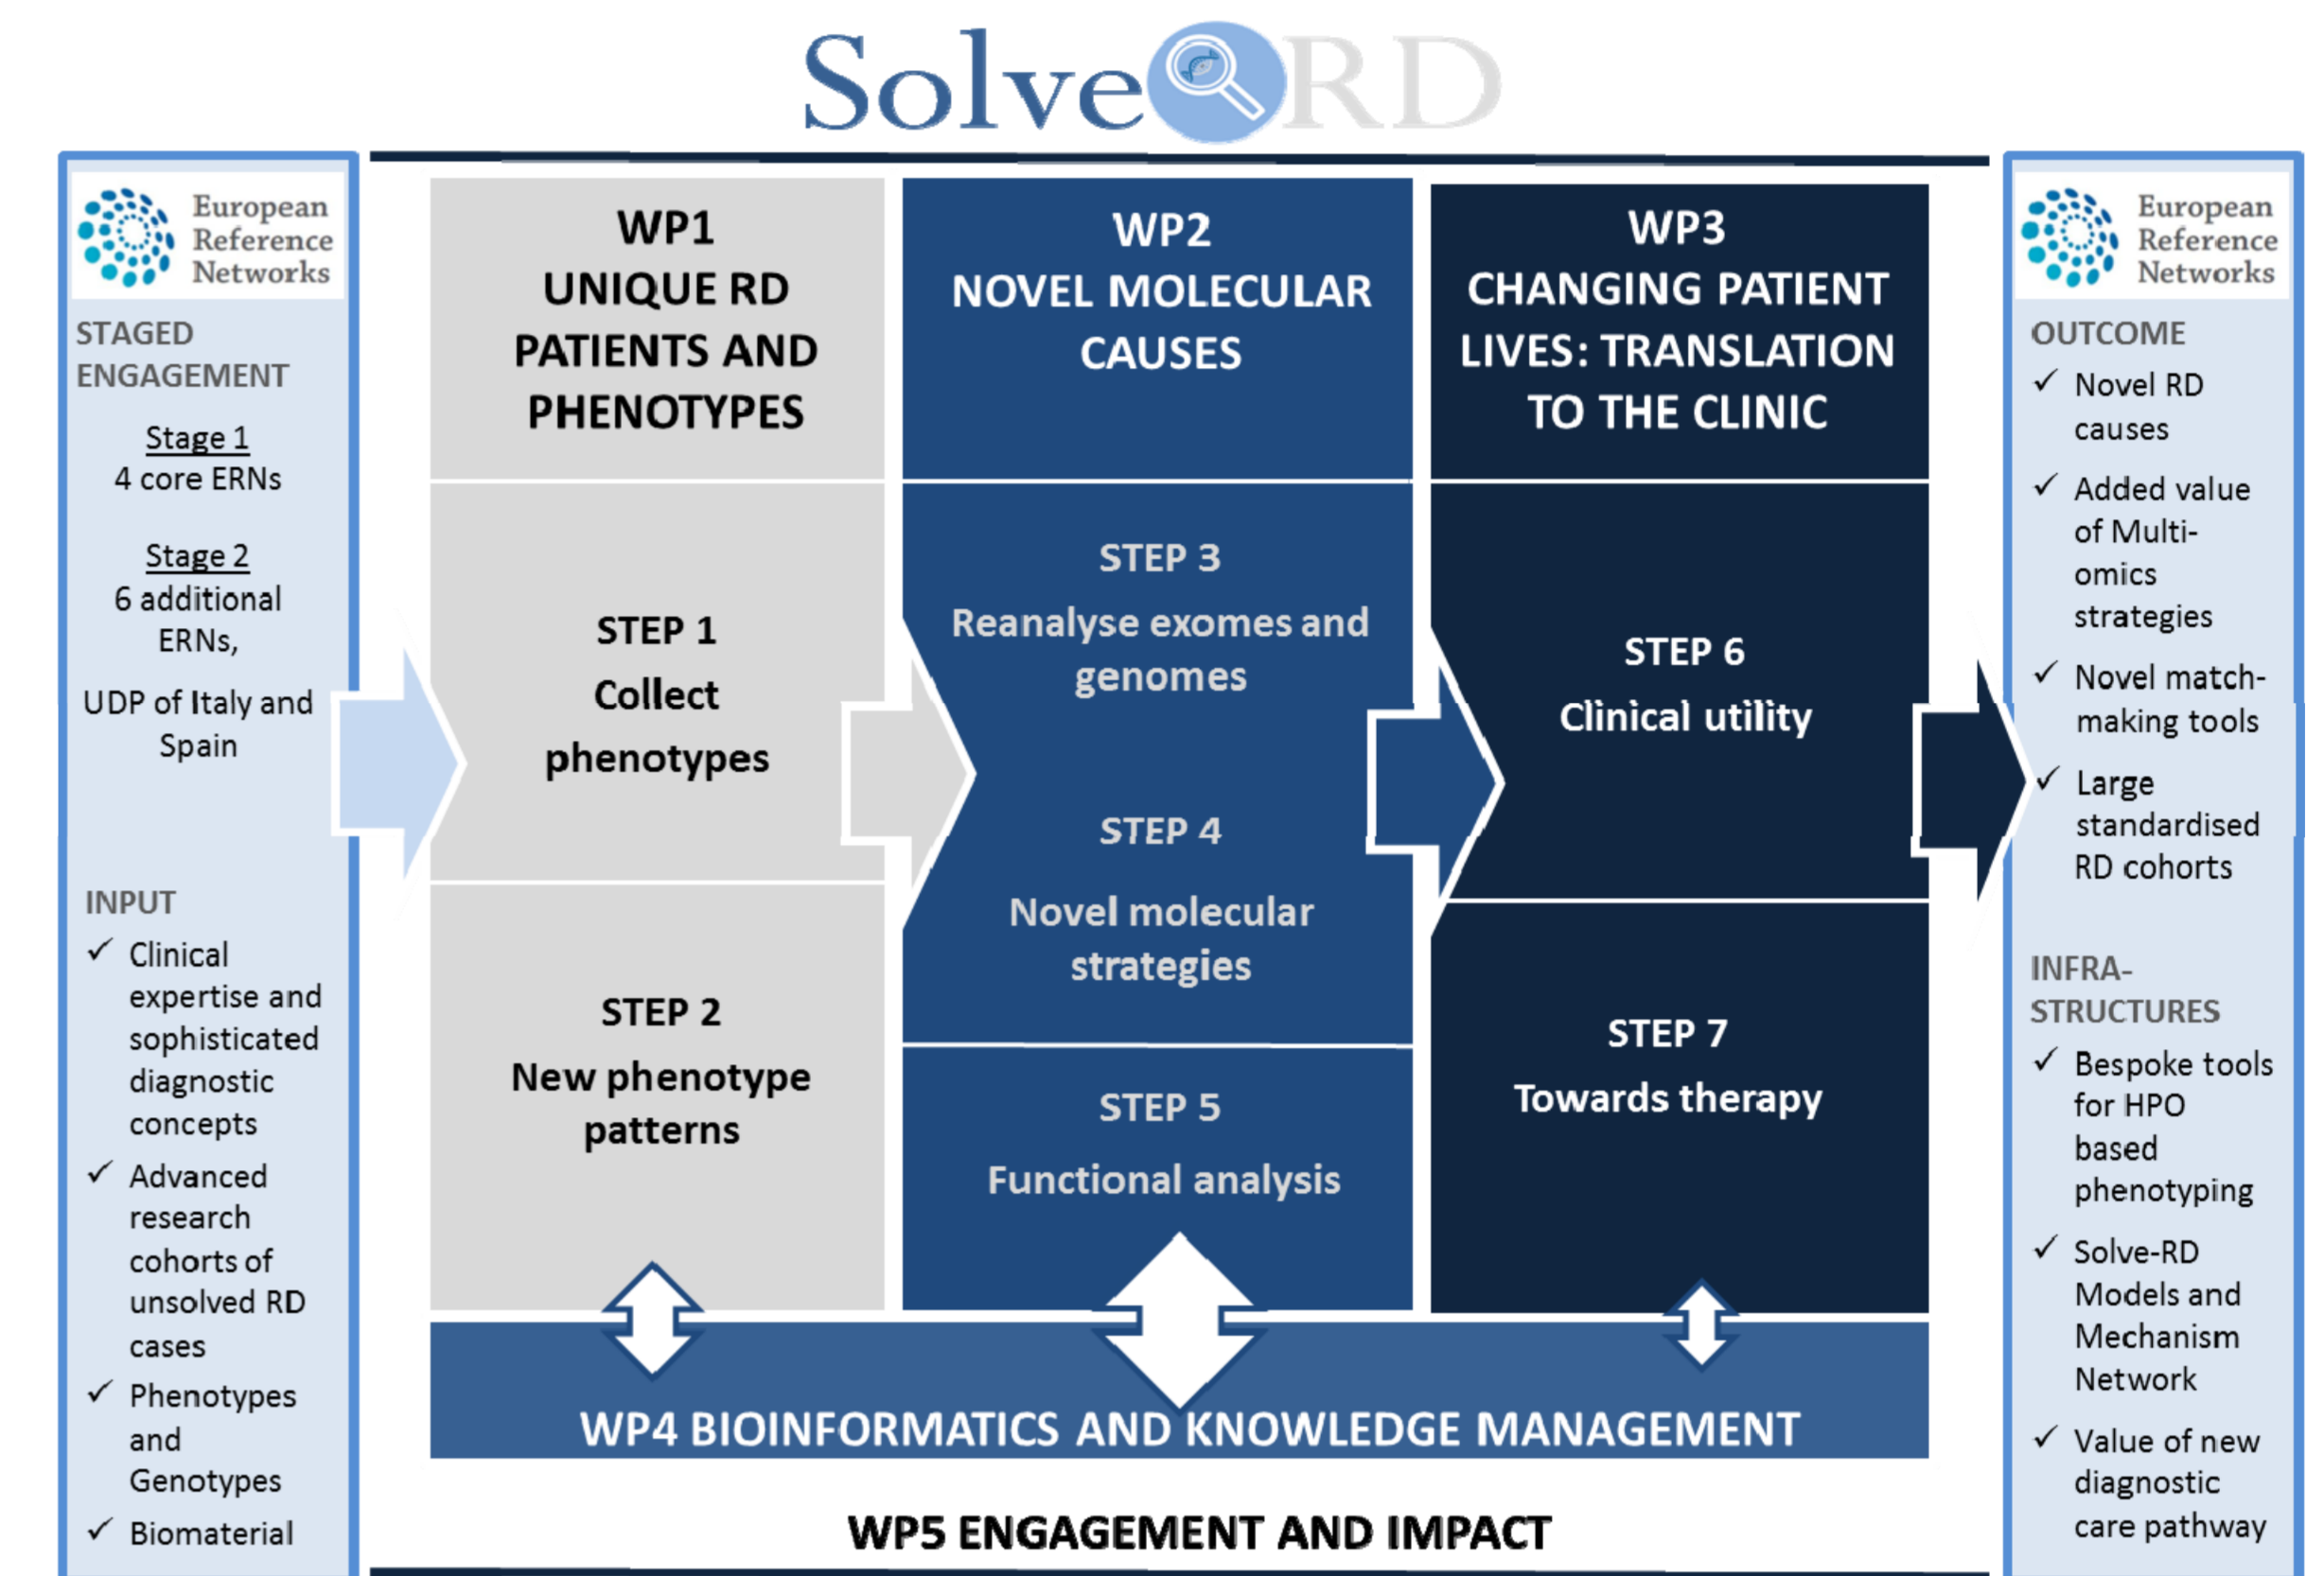 Solve RD
European
Reference
Networks
STAGED
ENGAGEMENT
Stage 1
4 core ERNs
Stage 2
6 additional
ERNs,
UDP of Italy and
Spain
INPUT
✓ Clinical
expertise and
sophisticated
diagnostic
concepts
✓ Advanced
research
cohorts of
unsolved RD
cases
✓ Phenotypes
and
Genotypes
✓ Biomaterial
WP1
UNIQUE RD
PATIENTS AND
PHENOTYPES
STEP 1
Collect
phenotypes
STEP 2
New phenotype
patterns
WP2
NOVEL MOLECULAR
CAUSES
STEP 3
Reanalyse exomes and
genomes
STEP 4
Novel molecular
strategies
STEP 5
Functional analysis
WP3
CHANGING PATIENT
LIVES: TRANSLATION
TO THE CLINIC
STEP 6
Clinical utility
STEP 7
Towards therapy
WP4 BIOINFORMATICS AND KNOWLEDGE MANAGEMENT
WP5 ENGAGEMENT AND IMPACT
European
Reference
Networks
OUTCOME
✓ Novel RD
causes
✓ Added value
of Multi-
omics
strategies
✓ Novel match-
making tools
✓ Large
standardised
RD cohorts
INFRA-
STRUCTURES
✓ Bespoke tools
for HPO
based
phenotyping
✓ Solve-RD
Models and
Mechanism
Network
✓ Value of new
diagnostic
care pathway